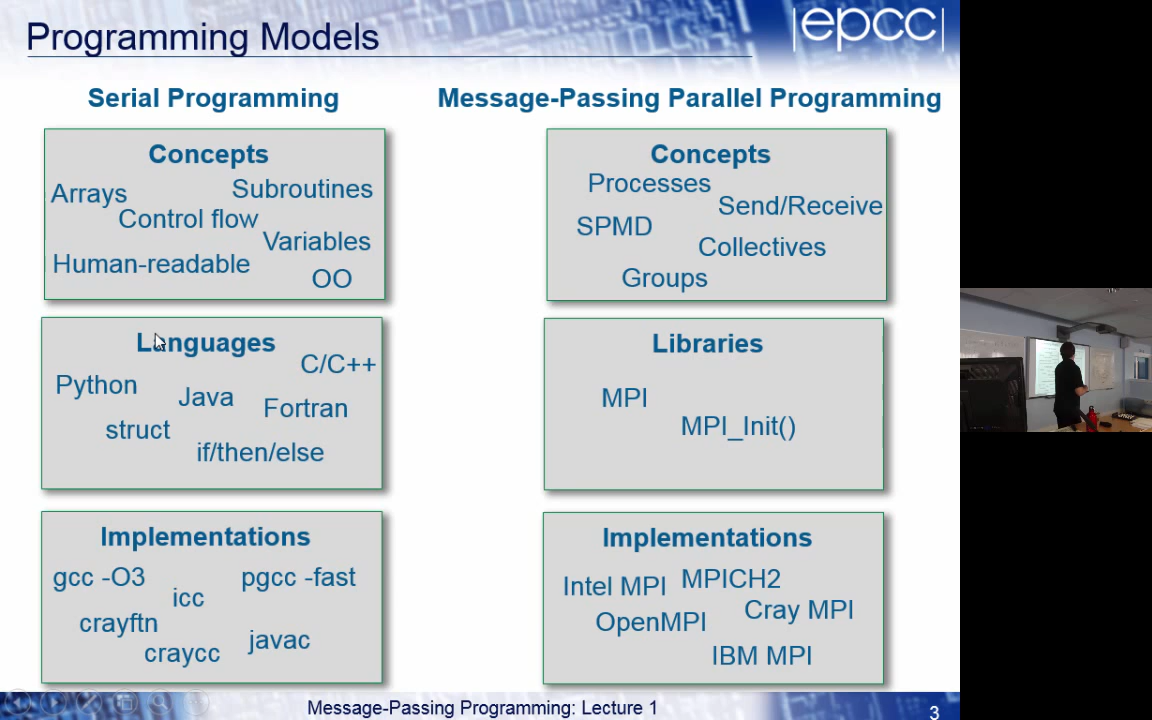 Programming Models
|epcc|
Serial Programming
Message-Passing Parallel Programming
Concepts
Arrays
Subroutines
Control flow
Variables
Human-readable
OO
Concepts
Processes
Send/Receive
SPMD
Collectives
Groups
Languages
C/C++
Python
Java
Fortran
struct
if/then/else
Libraries
MPI
MPI_Init()
Implementations
gcc -O3
pgcc -fast
icc
crayftn
javac
craycc
Implementations
Intel MPI
MPICH2
Cray MPI
OpenMPI
IBM MPI
Message-Passing Programming: Lecture 1
3